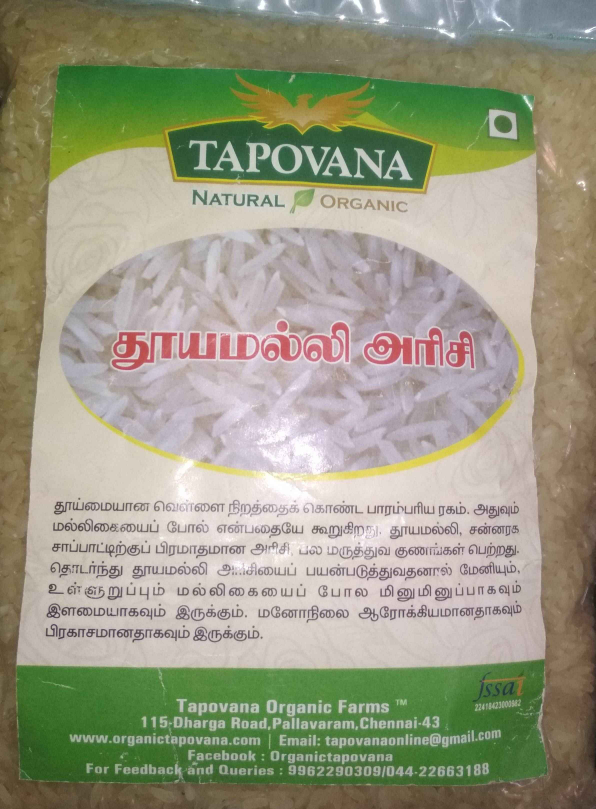 TAPOVANA
NATURAL ORGANIC
தூயமல்லி அரிசி
தூய்மையான வெள்ளை நிறத்தைக் கொண்ட பாரம்பரிய ரகம். அதுவும்
மல்லிகையைப் போல் என்பதையே கூறுகிறது. தூயமல்லி, சன்னரக
சாப்பாட்டிற்குப் பிரமாதமான அரிசி. பல மருத்துவ குணங்கள் பெற்றது.
தொடர்ந்து தூயமல்லி அரிசியைப் பயன்படுத்துவதனால் மேனியும்,
உள்ளுறுப்பும் மல்லிகையைப் போல மினுமினுப்பாகவும்
இளமையாகவும் இருக்கும். மனோநிலை ஆரோக்கியமானதாகவும்
பிரகாசமானதாகவும் இருக்கும்.
fssai
22418423000862
Tapovana Organic Farms ™
115-Dharga Road,Pallavaram,Chennai-43
www.organictapovana.com | Email: tapovanaonline@gmail.com
Facebook : Organictapovana
For Feedback and Queries : 9962290309/044-22663188